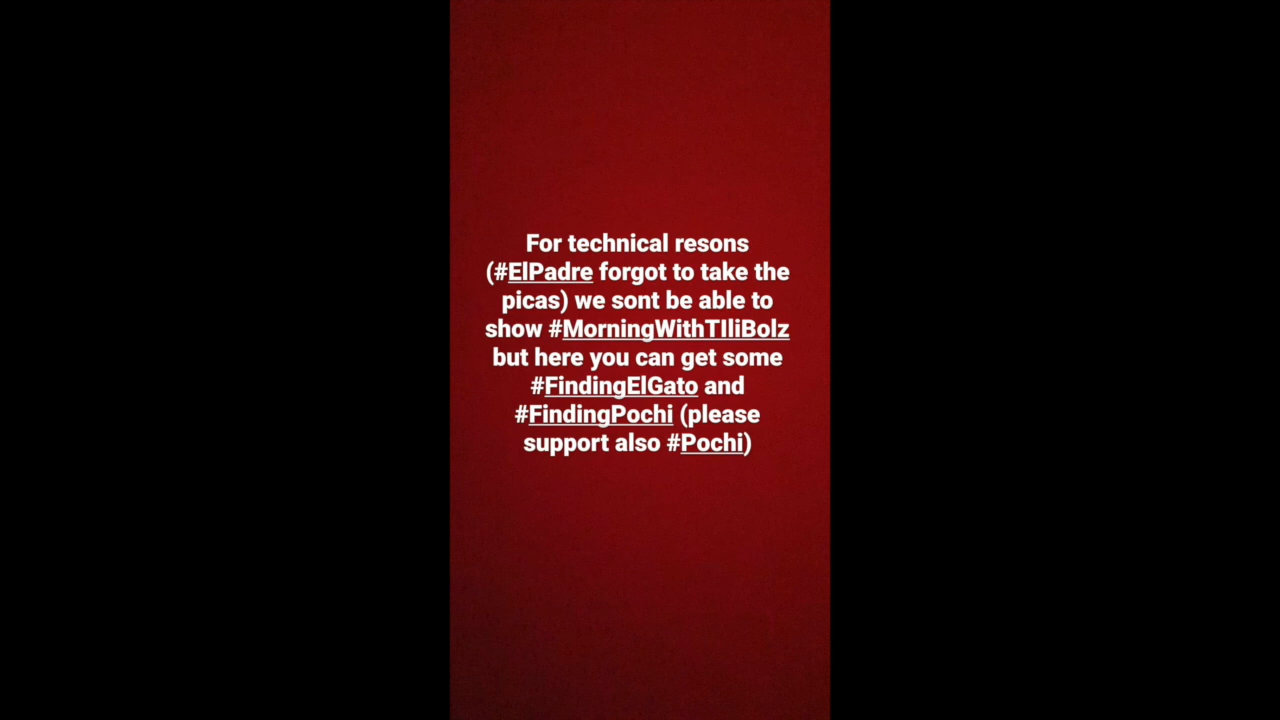 For technical resons
(#ElPadre forgot to take the
picas) we sont be able to
show #MorningWithTIliBolz
but here you can get some
#FindingElGato and
#FindingPochi (please
support also #Pochi)